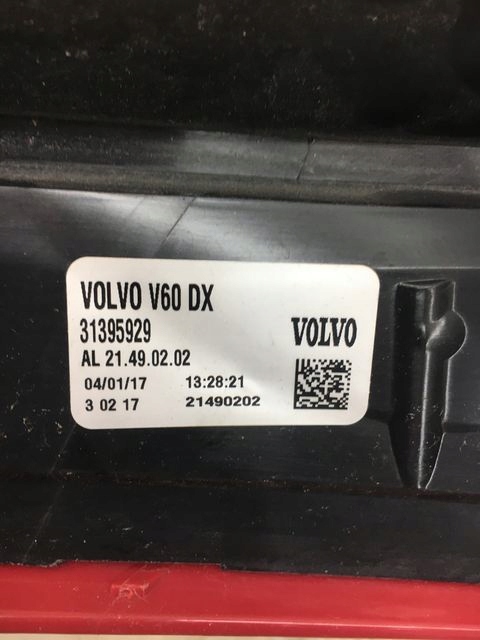 VOLVO V60 DX
31395929
VOLVO
AL 21.49.02.02
04/01/17 13:28:21
3 02 17 21490202